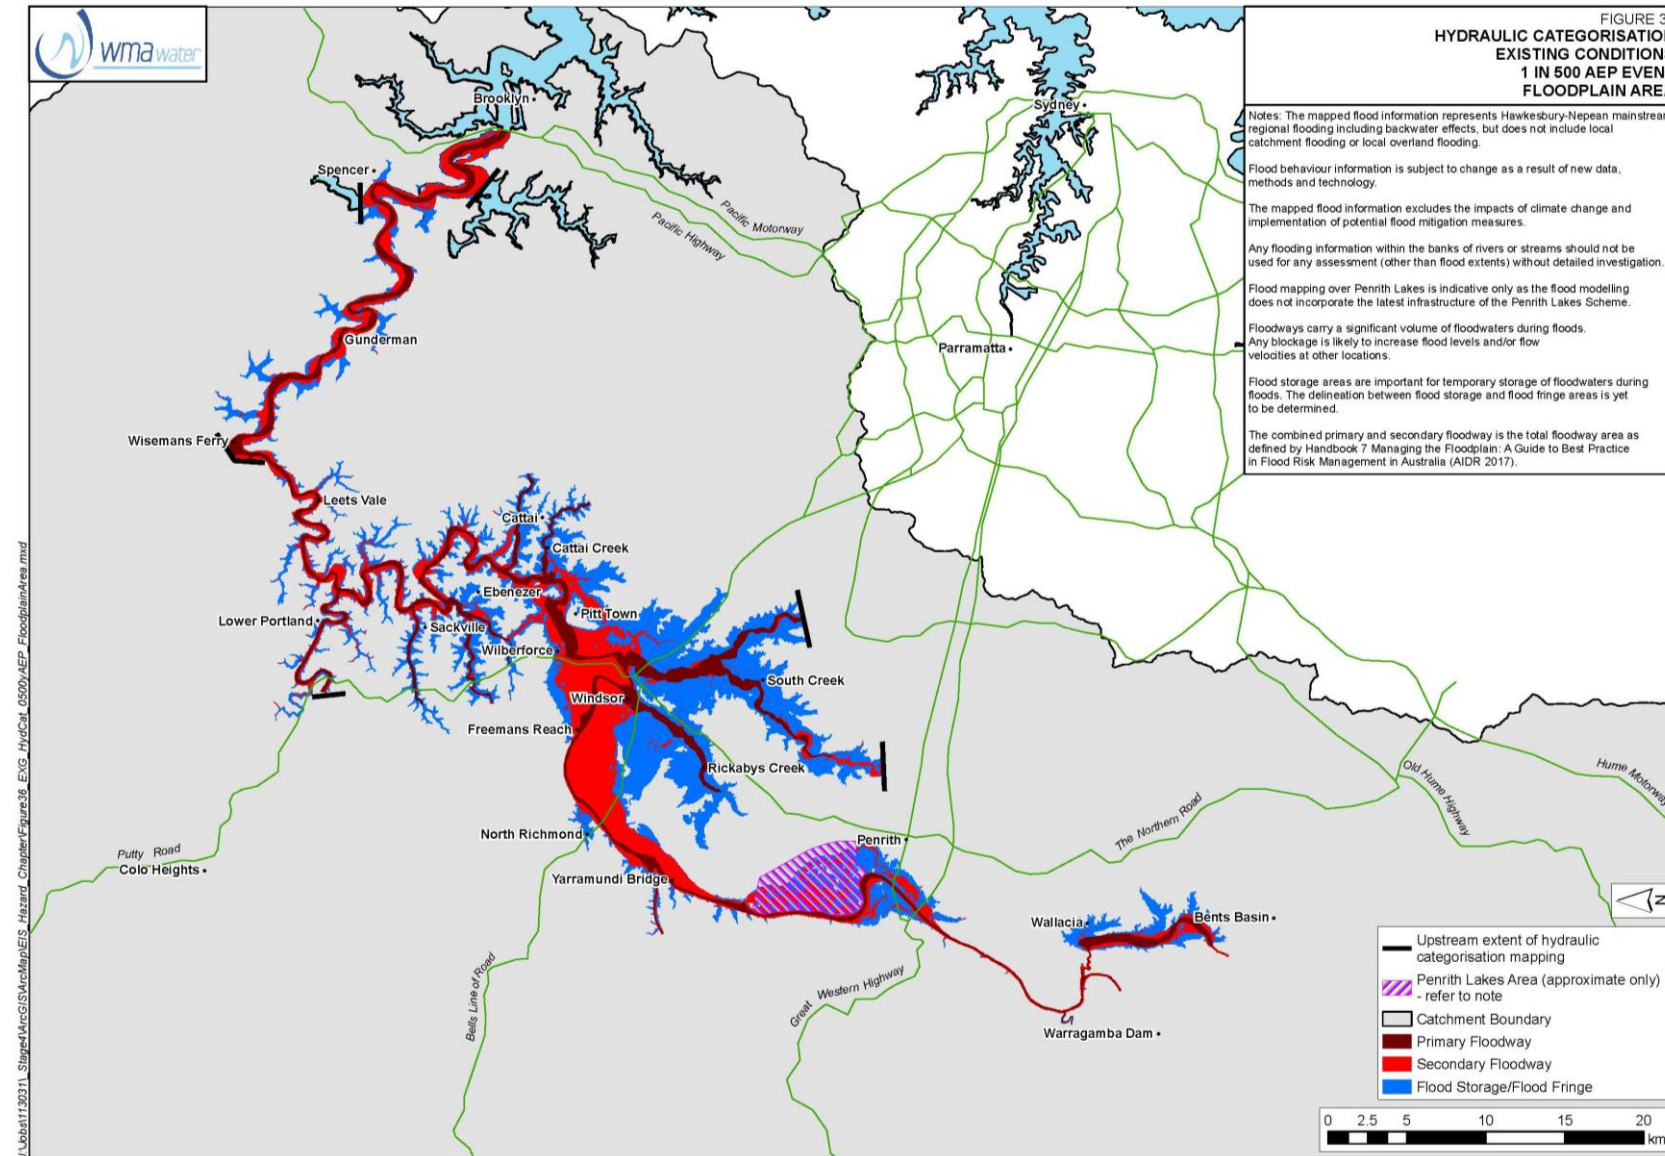 wmawater
FIGURE 3
HYDRAULIC CATEGORISATION
EXISTING CONDITION
1 IN 500 AEP EVEN
FLOODPLAIN AREA
Notes: The mapped flood information represents Hawkesbury-Nepean mainstream
regional flooding including backwater effects, but does not include local
catchment flooding or local overland flooding.
Flood behaviour information is subject to change as a result of new data,
methods and technology.
The mapped flood information excludes the impacts of climate change and
implementation of potential flood mitigation measures.
Any flooding information within the banks of rivers or streams should not be
used for any assessment (other than flood extents) without detailed investigation.
Flood mapping over Penrith Lakes is indicative only as the flood modelling
does not incorporate the latest infrastructure of the Penrith Lakes Scheme.
Floodways carry a significant volume of floodwaters during floods.
Any blockage is likely to increase flood levels and/or flow
velocities at other locations.
Flood storage areas are important for temporary storage of floodwaters during
floods. The delineation between flood storage and flood fringe areas is yet
to be determined.
The combined primary and secondary floodway is the total floodway area as
defined by Handbook 7 Managing the Floodplain: A Guide to Best Practice
in Flood Risk Management in Australia (AIDR 2017).
Brooklyn
Sydney
Spencer
Pacific Motorway
Pacific Highway
Gunderman
Parramatta
Wisemans Ferry
Leets Vale
Cattai
Cattai Creek
Ebenezer
Pitt Town
Lower Portland
Sackville
Wilberforce
South Creek
Windsor
Freemans Reach
Rickabys Creek
Old Hume Highway
Hume Motorway
North Richmond
Penrith
The Northern Road
Putty Road
Colo Heights
Yarramundi Bridge
Wallacia
Bents Basin
Bells Line of Road
Great Western Highway
Warragamba Dam
N
Upstream extent of hydraulic
categorisation mapping
Penrith Lakes Area (approximate only)
- refer to note
Catchment Boundary
Primary Floodway
Secondary Floodway
Flood Storage/Flood Fringe
0 2.5 5 10 15 20
km
I:\Jobs\113031\_Stage4\ArcGIS\ArcMap\EIS_Hazard_Chapter\Figure36_EXG_HydCat_0500yAEP_FloodplainArea.mxd